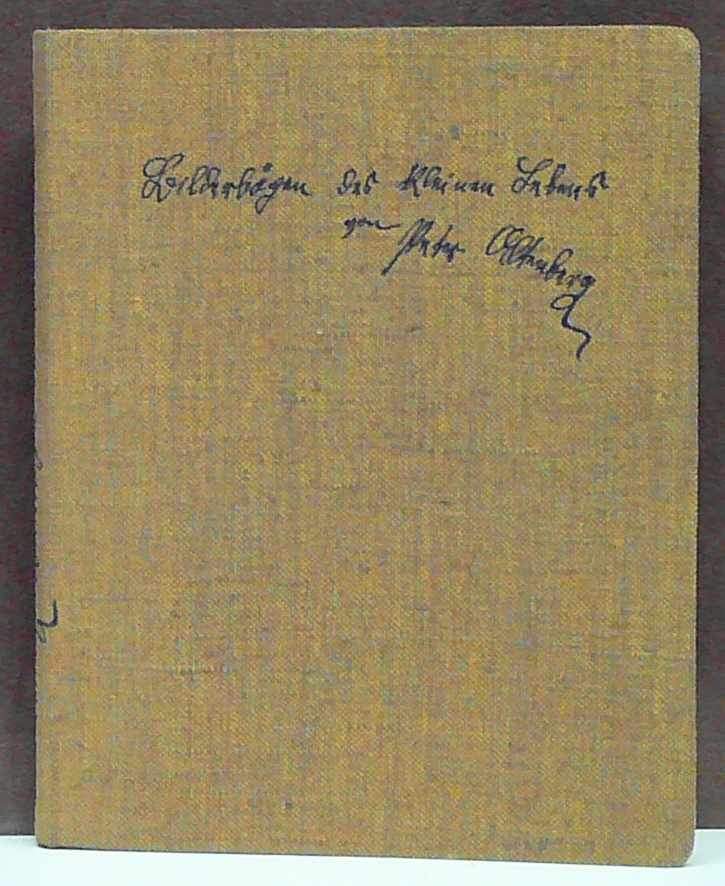 Bilderbögen des kleinen Lebens
von Peter Altenberg